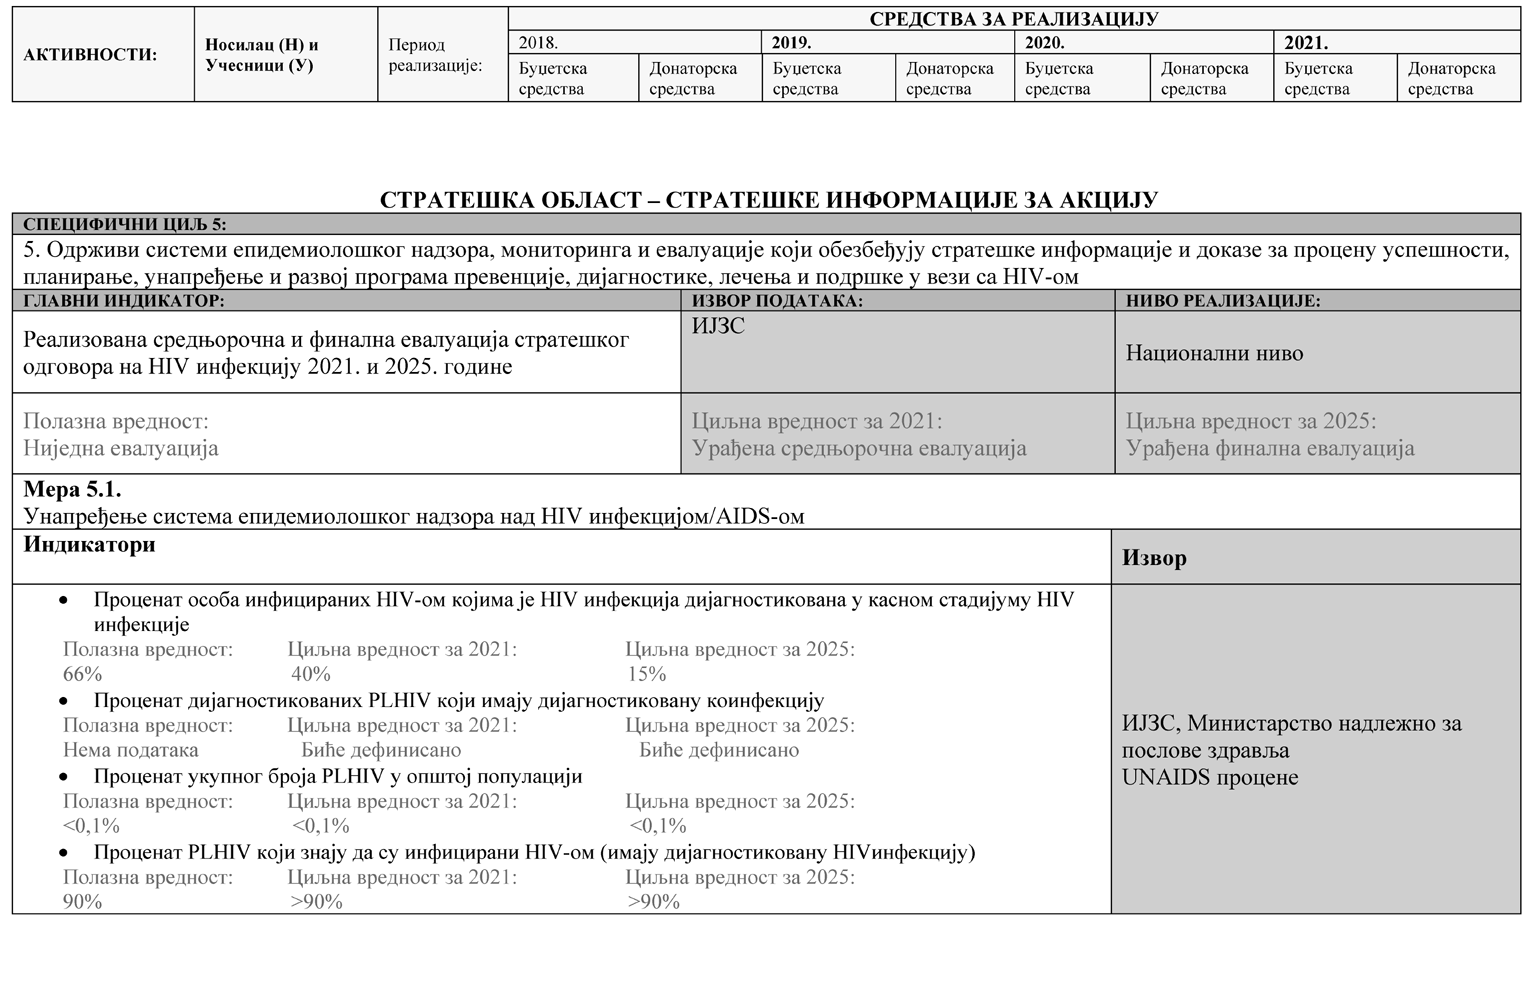 СРЕДСТВА ЗА РЕАЛИЗАЦИЈУ
АКТИВНОСТИ:
Носилац (Н) и
Учесници (У)
Период
реализације:
2018.
2019.
2020.
2021.
Буџетска
средства
Донаторска
средства
Буџетска
средства
Донаторска
средства
Буџетска
средства
Донаторска
средства
Буџетска
средства
Донаторска
средства
СТРАТЕШКА ОБЛАСТ – СТРАТЕШКЕ ИНФОРМАЦИЈЕ ЗА АКЦИЈУ
СПЕЦИФИЧНИ ЦИЉ 5:
5. Одрживи системи епидемиолошког надзора, мониторинга и евалуације који обезбеђују стратешке информације и доказе за процену успешности,
планирање, унапређење и развој програма превенције, дијагностике, лечења и подршке у вези са HIV-ом
ГЛАВНИ ИНДИКАТОР:
ИЗВОР ПОДАТАКА:
НИВО РЕАЛИЗАЦИЈЕ:
Реализована средњорочна и финална евалуација стратешког
одговора на HIV инфекцију 2021. и 2025. године
ИЈЗС
Национални ниво
Полазна вредност:
Ниједна евалуација
Циљна вредност за 2021:
Урађена средњорочна евалуација
Циљна вредност за 2025:
Урађена финална евалуација
Мера 5.1.
Унапређење система епидемиолошког надзора над HIV инфекцијом/AIDS-ом
Индикатори
Извор
• Проценат особа инфицираних HIV-ом којима је HIV инфекција дијагностикована у касном стадијуму HIV
инфекције
Полазна вредност: Циљна вредност за 2021: Циљна вредност за 2025:
66% 40% 15%
• Проценат дијагностикованих PLHIV који имају дијагностиковану коинфекцију
Полазна вредност: Циљна вредност за 2021: Циљна вредност за 2025:
Нема података Биће дефинисано Биће дефинисано
• Проценат укупног броја PLHIV у општој популацији
Полазна вредност: Циљна вредност за 2021: Циљна вредност за 2025:
<0,1% <0,1% <0,1%
• Проценат PLHIV који знају да су инфицирани HIV-ом (имају дијагностиковану HIVинфекцију)
Полазна вредност: Циљна вредност за 2021: Циљна вредност за 2025:
90% >90% >90%
ИЈЗС, Министарство надлежно за
послове здравља
UNAIDS процене